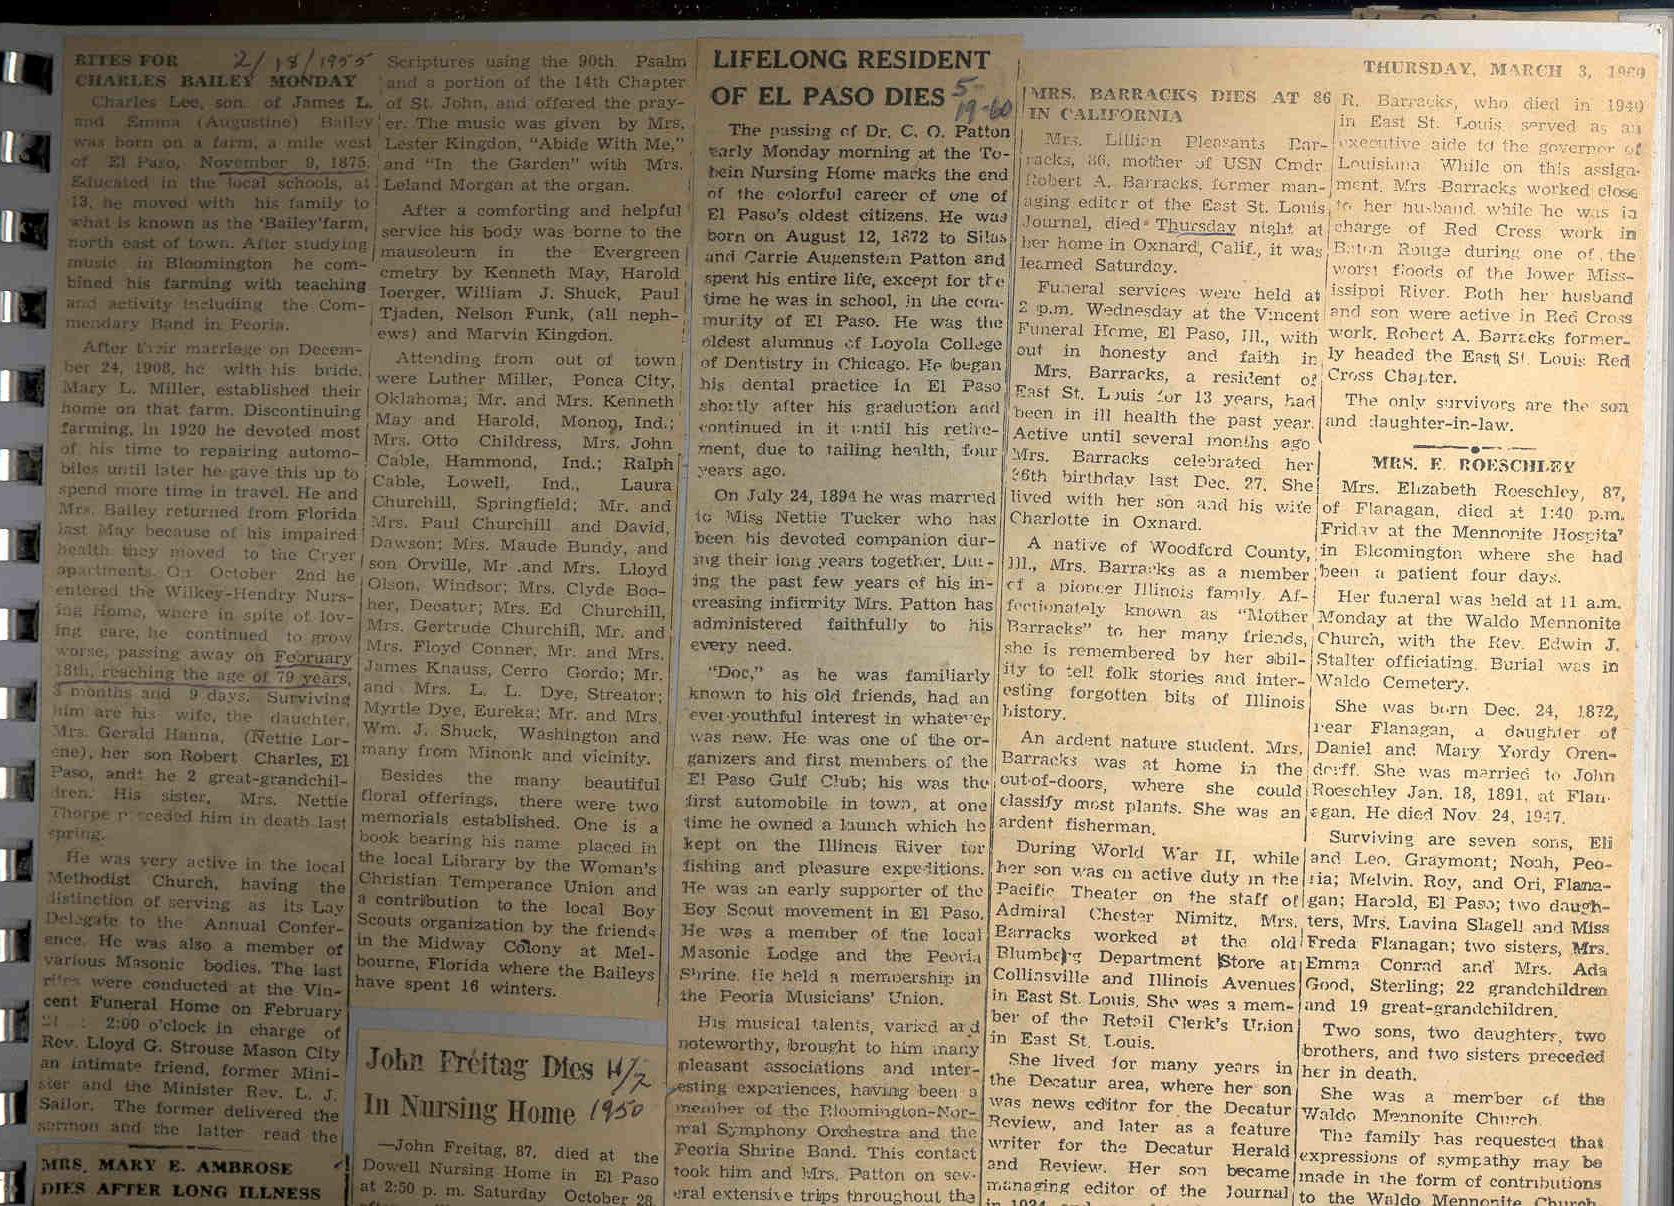 RITES FOR 2/18/1955
CHARLES BAILEY MONDAY
Charles Lee, son of James L.
and Emma (Augustine) Bailey
was born on a farm, a mile west
of El Paso, November 9, 1875.
Educated in the local schools, at
13, he moved with his family to
what is known as the 'Bailey' farm,
north east of town. After studying
music in Bloomington he com-
bined his farming with teaching
and activity including the Com-
mendary Band in Peoria.
After their marriage on Decem-
ber 24, 1908, he with his bride,
Mary L. Miller, established their
home on that farm. Discontinuing
farming, in 1920 he devoted most
of his time to repairing automo-
biles until later he gave this up to
spend more time in travel. He and
Mrs. Bailey returned from Florida
last May because of his impaired
health they moved to the Cryer
apartments. On October 2nd he
entered the Wilkey-Hendry Nurs-
ing Home, where in spite of lov-
ing care, he continued to grow
worse, passing away on February
18th, reaching the age of 79 years,
3 months and 9 days. Surviving
him are his wife, the daughter,
Mrs. Gerald Hanna, (Nettie Lor-
ene), her son Robert Charles, El
Paso, andt he 2 great-grandchil-
dren. His sister, Mrs. Nettie
Thorpe preceded him in death last
spring.
He was very active in the local
Methodist Church, having the
distinction of serving as its Lay
Delegate to the Annual Confer-
ence. He was also a member of
various Masonic bodies. The last
rites were conducted at the Vin-
cent Funeral Home on February
2:00 o'clock in charge of
Rev. Lloyd G. Strouse Mason City
an intimate friend, former Mini-
ster and the Minister Rev. L. J.
Sailor. The former delivered the
sermon and the latter read the
MRS. MARY E. AMBROSE
DIES AFTER LONG ILLNESS
Scriptures using the 90th Psalm
and a portion of the 14th Chapter
of St. John, and offered the pray-
er. The music was given by Mrs.
Lester Kingdon, "Abide With Me,"
and "In the Garden" with Mrs.
Leland Morgan at the organ.
After a comforting and helpful
service his body was borne to the
mausoleum in the Evergreen
cmetry by Kenneth May, Harold
Ioerger, William J. Shuck, Paul
Tjaden, Nelson Funk, (all neph-
ews) and Marvin Kingdon.
Attending from out of town
were Luther Miller, Ponca City,
Oklahoma; Mr. and Mrs. Kenneth
May and Harold, Monon, Ind.;
Mrs. Otto Childress, Mrs. John
Cable, Hammond, Ind.; Ralph
Cable, Lowell, Ind., Laura
Churchill, Springfield; Mr. and
Mrs. Paul Churchill and David,
Dawson; Mrs. Maude Bundy, and
son Orville, Mr .and Mrs. Lloyd
Olson, Windsor; Mrs. Clyde Boo-
her, Decator; Mrs. Ed Churchill,
Mrs. Gertrude Churchill, Mr. and
Mrs. Floyd Conner, Mr. and Mrs.
James Knauss, Cerro Gordo; Mr.
and Mrs. L. L. Dye, Streator;
Myrtle Dye, Eureka; Mr. and Mrs.
Wm. J. Shuck, Washington and
many from Minonk and vicinity.
Besides the many beautiful
floral offerings, there were two
memorials established. One is a
book bearing his name placed in
the local Library by the Woman's
Christian Temperance Union and
a contribution to the local Boy
Scouts organization by the friends
in the Midway Colony at Mel-
bourne, Florida where the Baileys
have spent 16 winters.
John Freitag Dies
In Nursing Home 1950
—John Freitag, 87, died at the
Dowell Nursing Home in El Paso
at 2:50 p. m. Saturday October 28,
LIFELONG RESIDENT
OF EL PASO DIES 5-
19-60
The passing of Dr. C. O. Patton
early Monday morning at the To-
bein Nursing Home marks the end
of the colorful career of one of
El Paso's oldest citizens. He was
born on August 12, 1872 to Silas
and Carrie Augenstein Patton and
spent his entire life, except for the
time he was in school, in the com-
munity of El Paso. He was the
oldest alumnus of Loyola College
of Dentistry in Chicago. He began
his dental practice in El Paso
shortly after his graduation and
continued in it until his retire-
ment, due to failing health, four
years ago.
On July 24, 1894 he was married
to Miss Nettie Tucker who has
been his devoted companion dur-
ing their long years together. Dur-
ing the past few years of his in-
creasing infirmity Mrs. Patton has
administered faithfully to his
every need.
"Doc," as he was familiarly
known to his old friends, had an
ever-youthful interest in whatever
was new. He was one of the or-
ganizers and first members of the
El Paso Gulf Club; his was the
first automobile in town, at one
time he owned a launch which he
kept on the Illinois River for
fishing and pleasure expeditions.
He was an early supporter of the
Boy Scout movement in El Paso.
He was a member of the local
Masonic Lodge and the Peoria
Shrine. He held a membership in
the Peoria Musicians' Union.
His musical talents, varied and
noteworthy, brought to him many
pleasant associations and inter-
esting experiences, having been a
member of the Bloomington-Nor-
mal Symphony Orchestra and the
Peoria Shrine Band. This contact
took him and Mrs. Patton on sev-
eral extensive trips throughout the
THURSDAY, MARCH 3, 1960
MRS. BARRACKS DIES AT 86
IN CALIFORNIA
Mrs. Lillian Pleasants Bar-
racks, 86, mother of USN Cmdr
Robert A. Barracks, former man-
aging editor of the East St. Louis
Journal, died Thursday night at
her home in Oxnard, Calif., it was
learned Saturday.
Funeral services were held at
2 p.m. Wednesday at the Vincent
Funeral Home, El Paso, Ill., with
out in honesty and faith in
Mrs. Barracks, a resident of
East St. Louis for 13 years, had
been in ill health the past year.
Active until several months ago
Mrs. Barracks celebrated her
86th birthday last Dec. 27. She
lived with her son and his wife
Charlotte in Oxnard.
A native of Woodford County,
Ill., Mrs. Barracks as a member
of a pioneer Illinois family. Af-
fectionately known as "Mother
Barracks" to her many friends,
she is remembered by her abil-
ity to tell folk stories and inter-
esting forgotten bits of Illinois
history.
An ardent nature student, Mrs.
Barracks was at home in the
out-of-doors, where she could
classify most plants. She was an
ardent fisherman.
During World War II, while
her son was on active duty in the
Pacific Theater on the staff of
Admiral Chester Nimitz, Mrs.
Barracks worked at the old
Blumberg Department Store at
Collinsville and Illinois Avenues
in East St. Louis. She was a mem-
ber of the Retail Clerk's Union
in East St. Louis.
She lived for many years in
the Decatur area, where her son
was news editor for the Decatur
Review, and later as a feature
writer for the Decatur Herald
and Review. Her son became
managing editor of the Journal
in 1934
R. Barracks, who died in 1940
in East St. Louis, served as an
executive aide to the governor of
Louisiana While on this assign-
ment, Mrs Barracks worked close
to her husband while he was in
charge of Red Cross work in
Baton Rouge during one of the
worst floods of the lower Miss-
issippi River. Both her husband
and son were active in Red Cross
work. Robert A. Barracks former-
ly headed the East St. Louis Red
Cross Chapter.
The only survivors are the son
and daughter-in-law.
MRS. E. ROESCHLEY
Mrs. Elizabeth Roeschley, 87,
of Flanagan, died at 1:40 p.m.
Friday at the Mennonite Hospital
in Bloomington where she had
been a patient four days.
Her funeral was held at 11 a.m.
Monday at the Waldo Mennonite
Church, with the Rev. Edwin J.
Stalter officiating. Burial was in
Waldo Cemetery.
She was born Dec. 24, 1872,
near Flanagan, a daughter of
Daniel and Mary Yordy Oren-
dorff. She was married to John
Roeschley Jan. 18, 1891, at Flan-
agan. He died Nov. 24, 1947.
Surviving are seven sons, Eli
and Leo, Graymont; Noah, Peo-
ria; Melvin, Roy, and Ori, Flana-
gan; Harold, El Paso; two daugh-
ters, Mrs. Lavina Slagell and Miss
Freda Flanagan; two sisters, Mrs.
Emma Conrad and Mrs. Ada
Good, Sterling; 22 grandchildren
and 19 great-grandchildren.
Two sons, two daughters, two
brothers, and two sisters preceded
her in death.
She was a member of the
Waldo Mennonite Church
The family has requested that
expressions of sympathy may be
made in the form of contributions
to the Waldo Mennonite Church